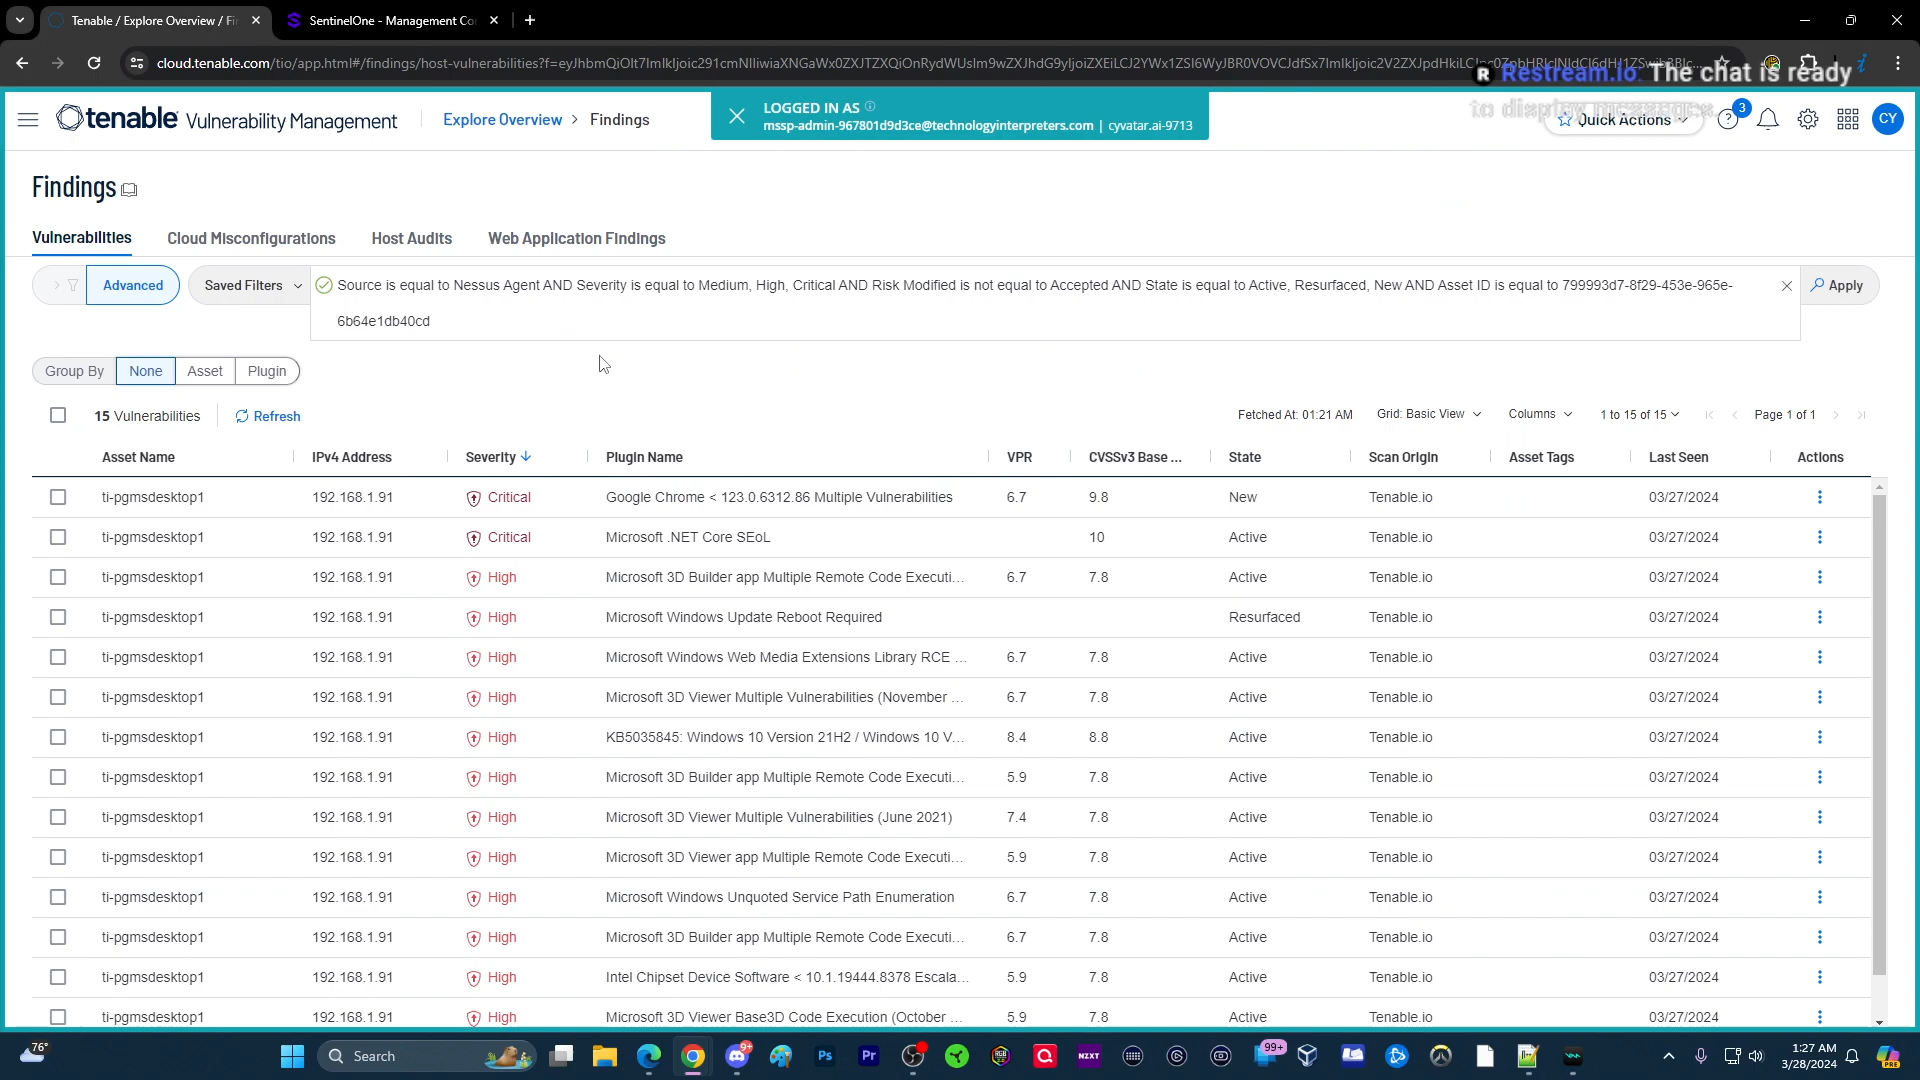 Tenable / Explore Overview / Fi
SentinelOne - Management Co
cloud.tenable.com/tio/app.html#/findings/host-vulnerabilities?f=
Restream.io The chat is ready
to display messages.
tenable Vulnerability Management
Explore Overview > Findings
LOGGED IN AS
mssp-admin-967801d9d3ce@technologyinterpreters.com | cyvatar.ai-9713
Quick Actions
3
CY
Findings
Vulnerabilities Cloud Misconfigurations Host Audits Web Application Findings
Advanced
Saved Filters
Source is equal to Nessus Agent AND Severity is equal to Medium, High, Critical AND Risk Modified is not equal to Accepted AND State is equal to Active, Resurfaced, New AND Asset ID is equal to 799993d7-8f29-453e-965e-
6b64e1db40cd
Apply
Group By None Asset Plugin
15 Vulnerabilities Refresh Fetched At: 01:21 AM Grid: Basic View Columns 1 to 15 of 15 Page 1 of 1
Asset Name IPv4 Address Severity Plugin Name VPR CVSSv3 Base ... State Scan Origin Asset Tags Last Seen Actions
ti-pgmsdesktop1 192.168.1.91 Critical Google Chrome < 123.0.6312.86 Multiple Vulnerabilities 6.7 9.8 New Tenable.io 03/27/2024
ti-pgmsdesktop1 192.168.1.91 Critical Microsoft .NET Core SEoL 10 Active Tenable.io 03/27/2024
ti-pgmsdesktop1 192.168.1.91 High Microsoft 3D Builder app Multiple Remote Code Executi... 6.7 7.8 Active Tenable.io 03/27/2024
ti-pgmsdesktop1 192.168.1.91 High Microsoft Windows Update Reboot Required Resurfaced Tenable.io 03/27/2024
ti-pgmsdesktop1 192.168.1.91 High Microsoft Windows Web Media Extensions Library RCE ... 6.7 7.8 Active Tenable.io 03/27/2024
ti-pgmsdesktop1 192.168.1.91 High Microsoft 3D Viewer Multiple Vulnerabilities (November ... 6.7 7.8 Active Tenable.io 03/27/2024
ti-pgmsdesktop1 192.168.1.91 High KB5035845: Windows 10 Version 21H2 / Windows 10 V... 8.4 8.8 Active Tenable.io 03/27/2024
ti-pgmsdesktop1 192.168.1.91 High Microsoft 3D Builder app Multiple Remote Code Executi... 5.9 7.8 Active Tenable.io 03/27/2024
ti-pgmsdesktop1 192.168.1.91 High Microsoft 3D Viewer Multiple Vulnerabilities (June 2021) 7.4 7.8 Active Tenable.io 03/27/2024
ti-pgmsdesktop1 192.168.1.91 High Microsoft 3D Viewer app Multiple Remote Code Executi... 5.9 7.8 Active Tenable.io 03/27/2024
ti-pgmsdesktop1 192.168.1.91 High Microsoft Windows Unquoted Service Path Enumeration 6.7 7.8 Active Tenable.io 03/27/2024
ti-pgmsdesktop1 192.168.1.91 High Microsoft 3D Builder app Multiple Remote Code Executi... 6.7 7.8 Active Tenable.io 03/27/2024
ti-pgmsdesktop1 192.168.1.91 High Intel Chipset Device Software < 10.1.19444.8378 Escala... 5.9 7.8 Active Tenable.io 03/27/2024
ti-pgmsdesktop1 192.168.1.91 High Microsoft 3D Viewer Base3D Code Execution (October ... 5.9 7.8 Active Tenable.io 03/27/2024
76°
Search
9+
Ps
Pr
NZXT
99+
1:27 AM
3/28/2024
PRE